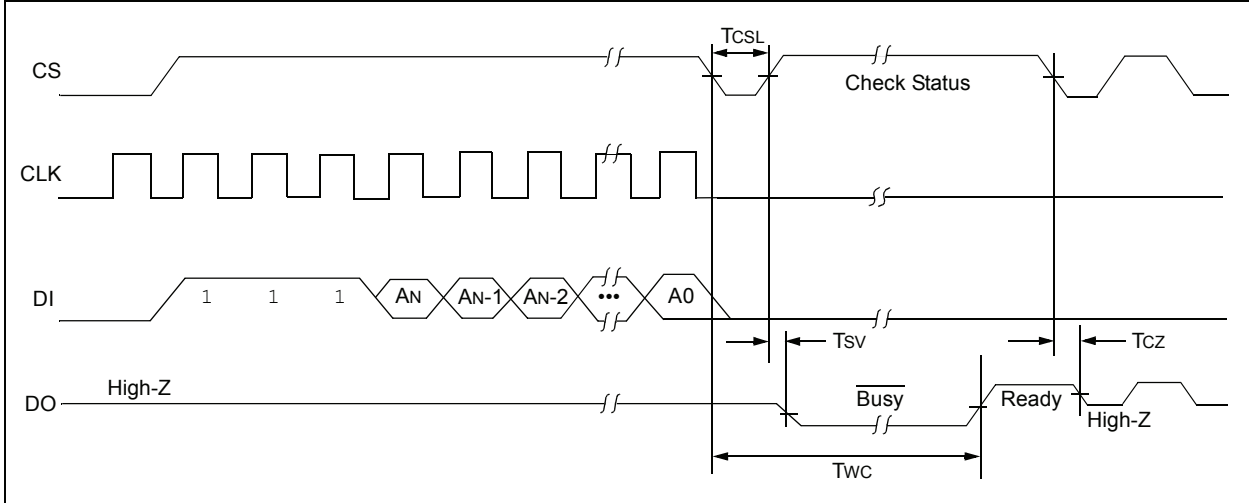 TCSL
CS
Check Status
CLK
DI
1 1 1 AN AN-1 AN-2 ••• A0
TSV
TCZ
DO
High-Z
Busy
Ready
High-Z
TWC